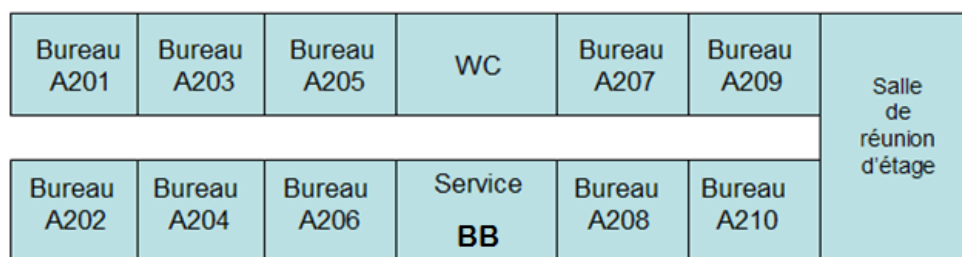 Bureau
A201
Bureau
A203
Bureau
A205
WC
Bureau
A207
Bureau
A209
Salle
de
réunion
d'étage
Bureau
A202
Bureau
A204
Bureau
A206
Service
BB
Bureau
A208
Bureau
A210